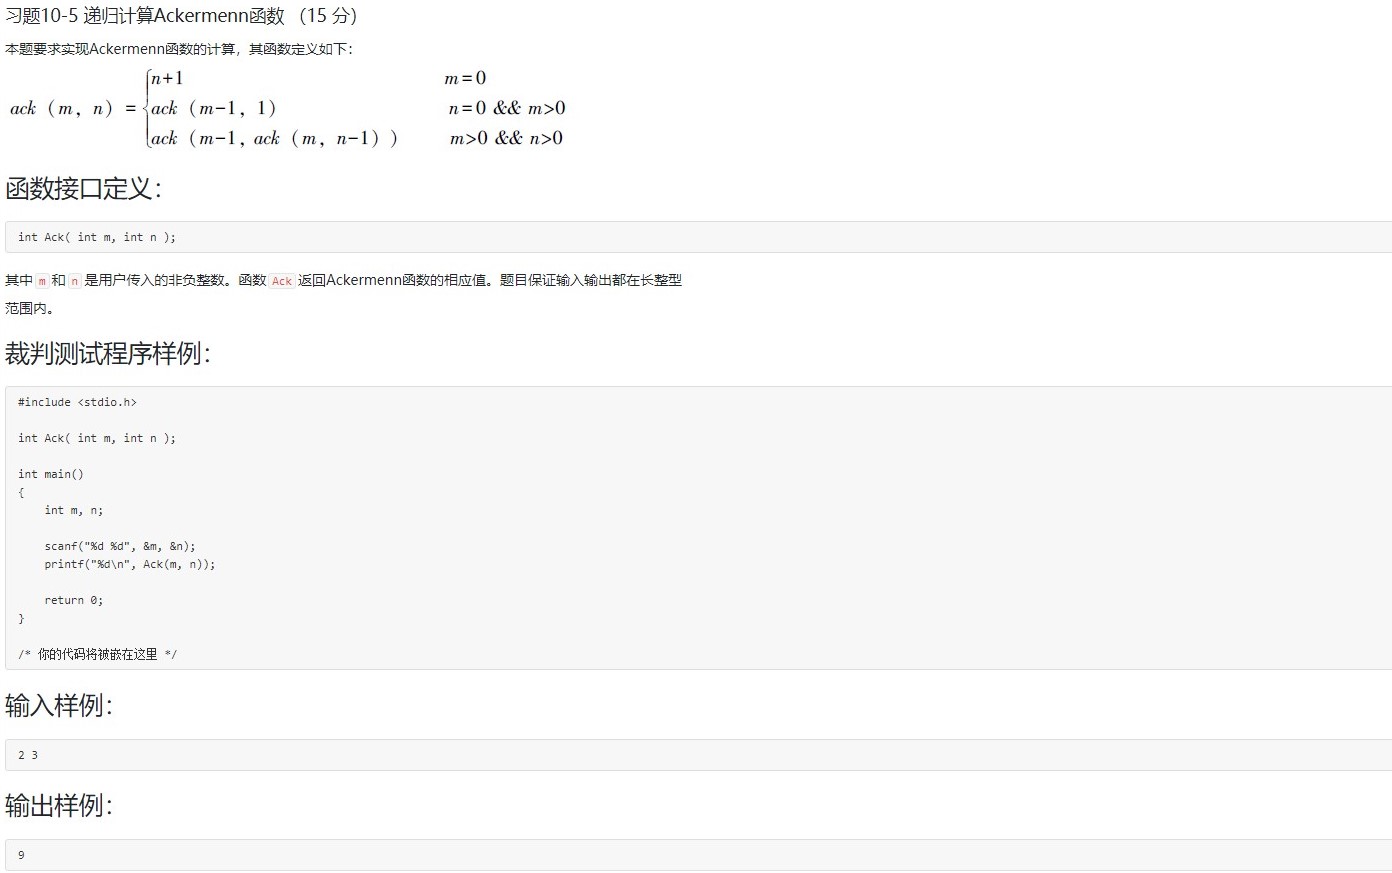 习题10-5 递归计算Ackermenn函数 （15 分）
本题要求实现Ackermenn函数的计算，其函数定义如下：
n+1 m=0
ack（m，n）= ack（m−1，1） n=0 && m>0
ack（m−1，ack（m，n−1）） m>0 && n>0
函数接口定义：
int Ack( int m, int n );
其中 m 和 n 是用户传入的非负整数。函数 Ack 返回Ackermenn函数的相应值。题目保证输入输出都在长整型
范围内。
裁判测试程序样例：
#include <stdio.h>
int Ack( int m, int n );
int main()
{
    int m, n;
    scanf("%d %d", &m, &n);
    printf("%d\n", Ack(m, n));
    return 0;
}
/* 你的代码将被嵌在这里 */
输入样例：
2 3
输出样例：
9